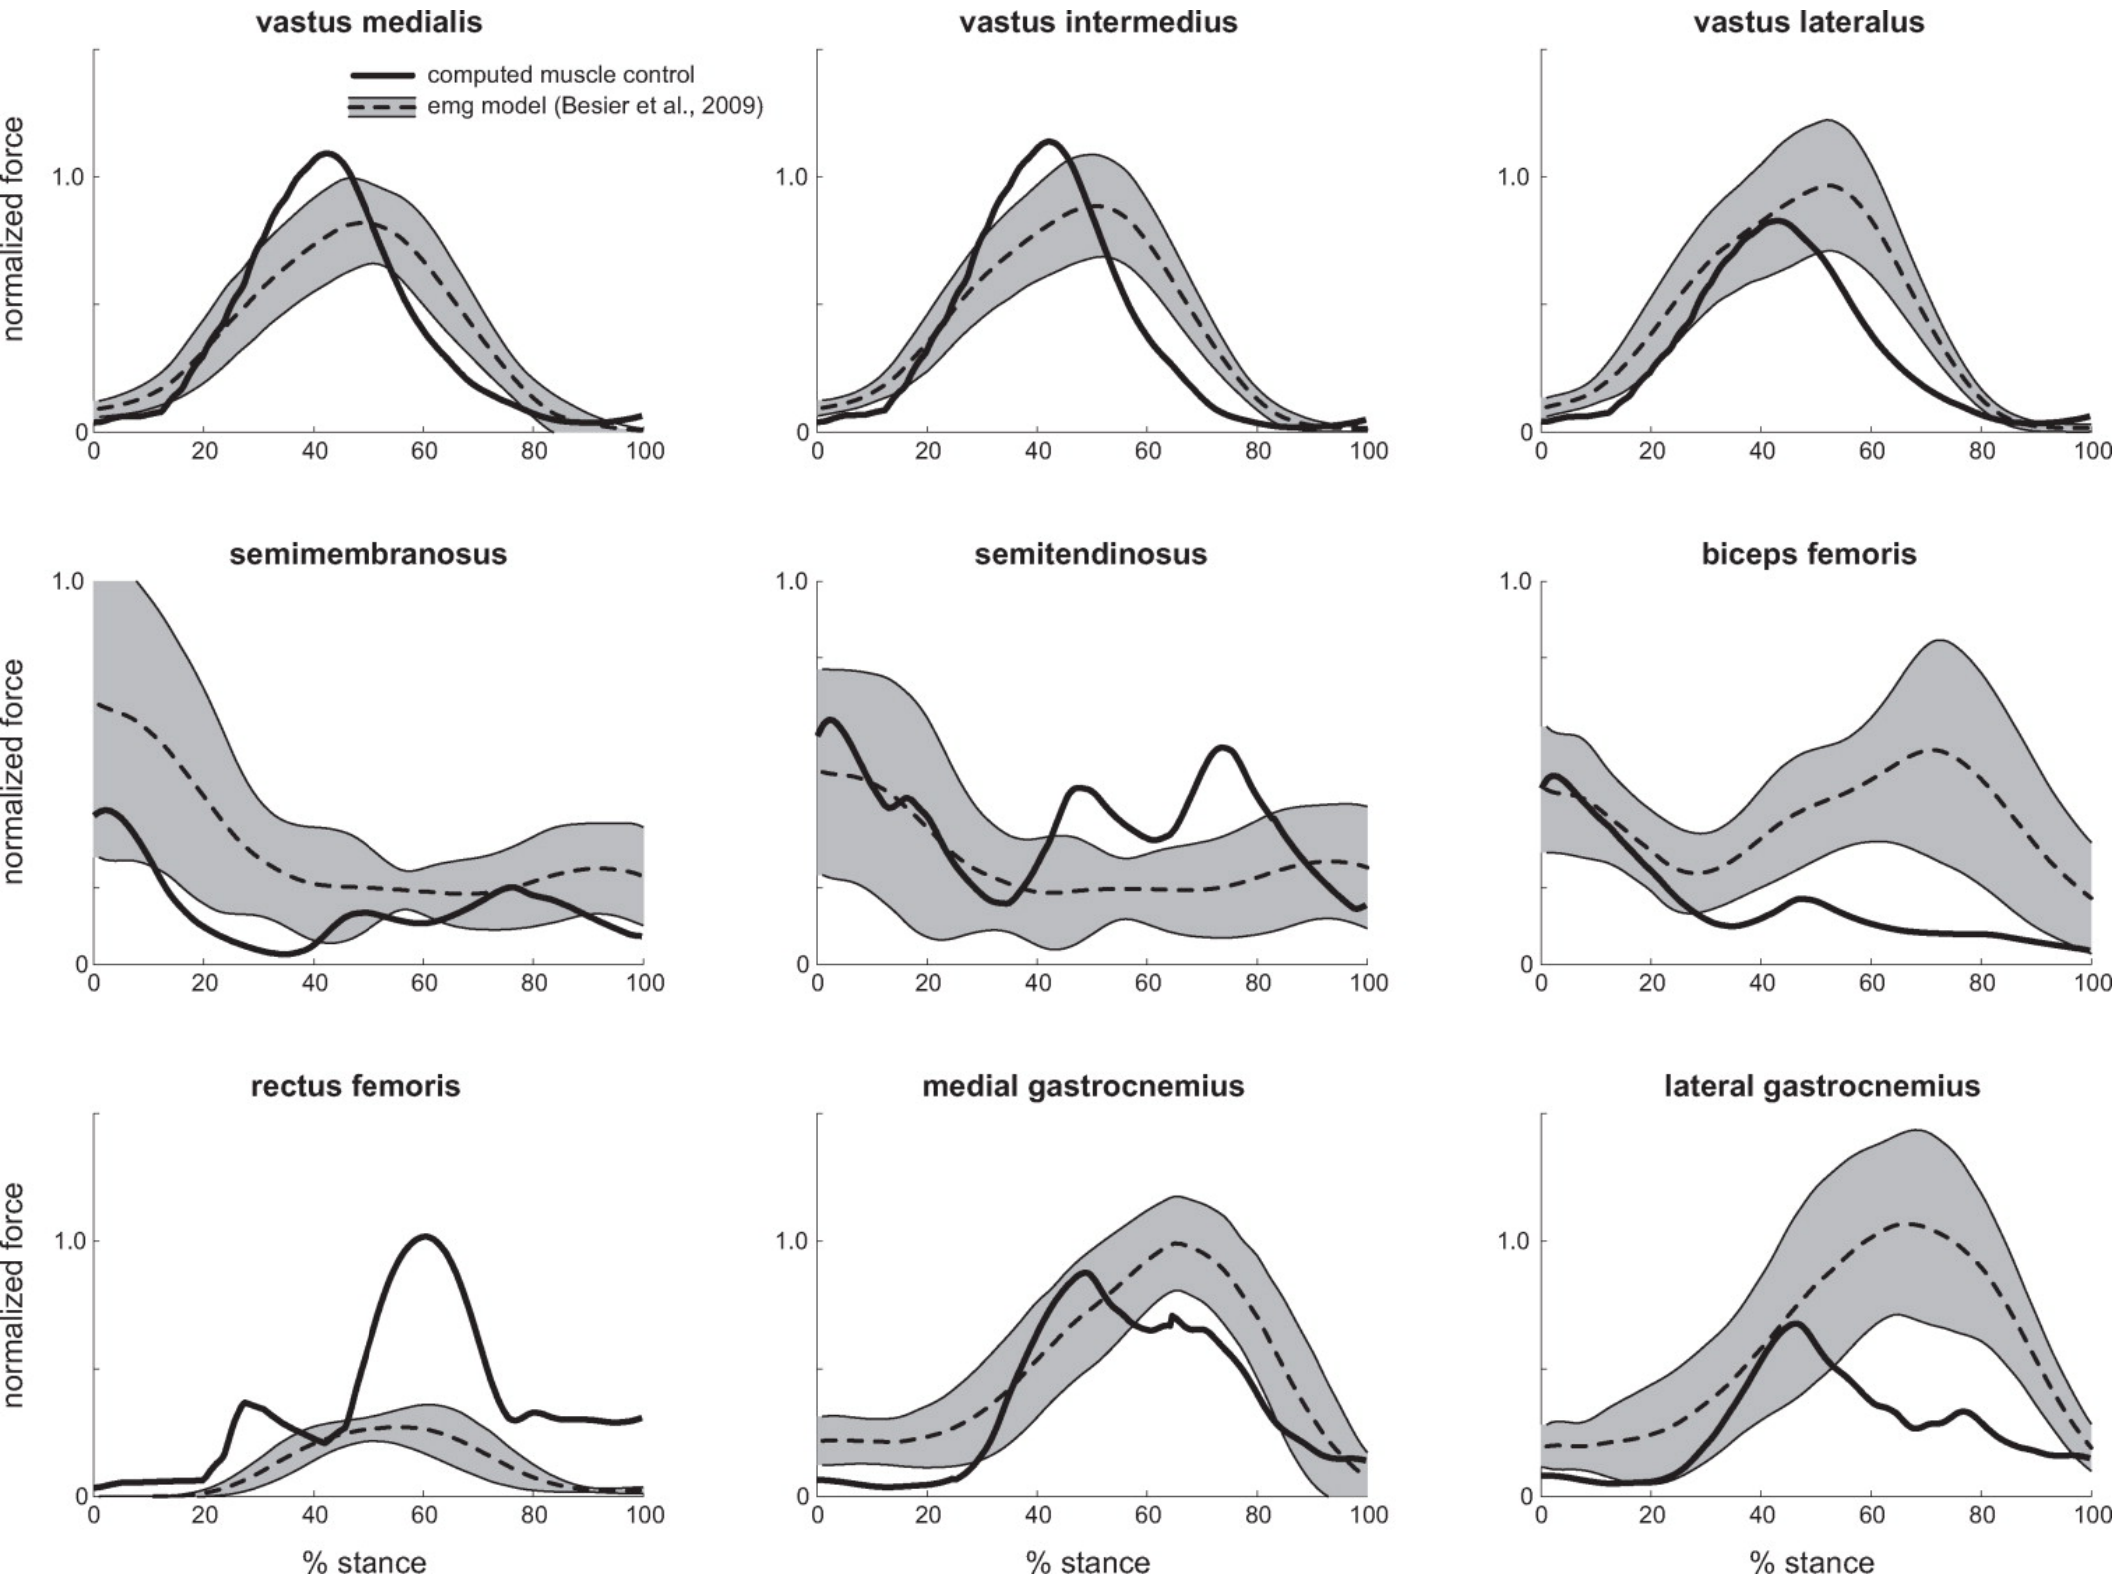 vastus medialis
vastus intermedius
vastus lateralus
computed muscle control
emg model (Besier et al., 2009)
normalized force
1.0
0
0 20 40 60 80 100
1.0
0
0 20 40 60 80 100
1.0
0
0 20 40 60 80 100
semimembranosus
semitendinosus
biceps femoris
normalized force
1.0
0
0 20 40 60 80 100
1.0
0
0 20 40 60 80 100
1.0
0
0 20 40 60 80 100
rectus femoris
medial gastrocnemius
lateral gastrocnemius
normalized force
1.0
0
0 20 40 60 80 100
% stance
1.0
0
0 20 40 60 80 100
% stance
1.0
0
0 20 40 60 80 100
% stance